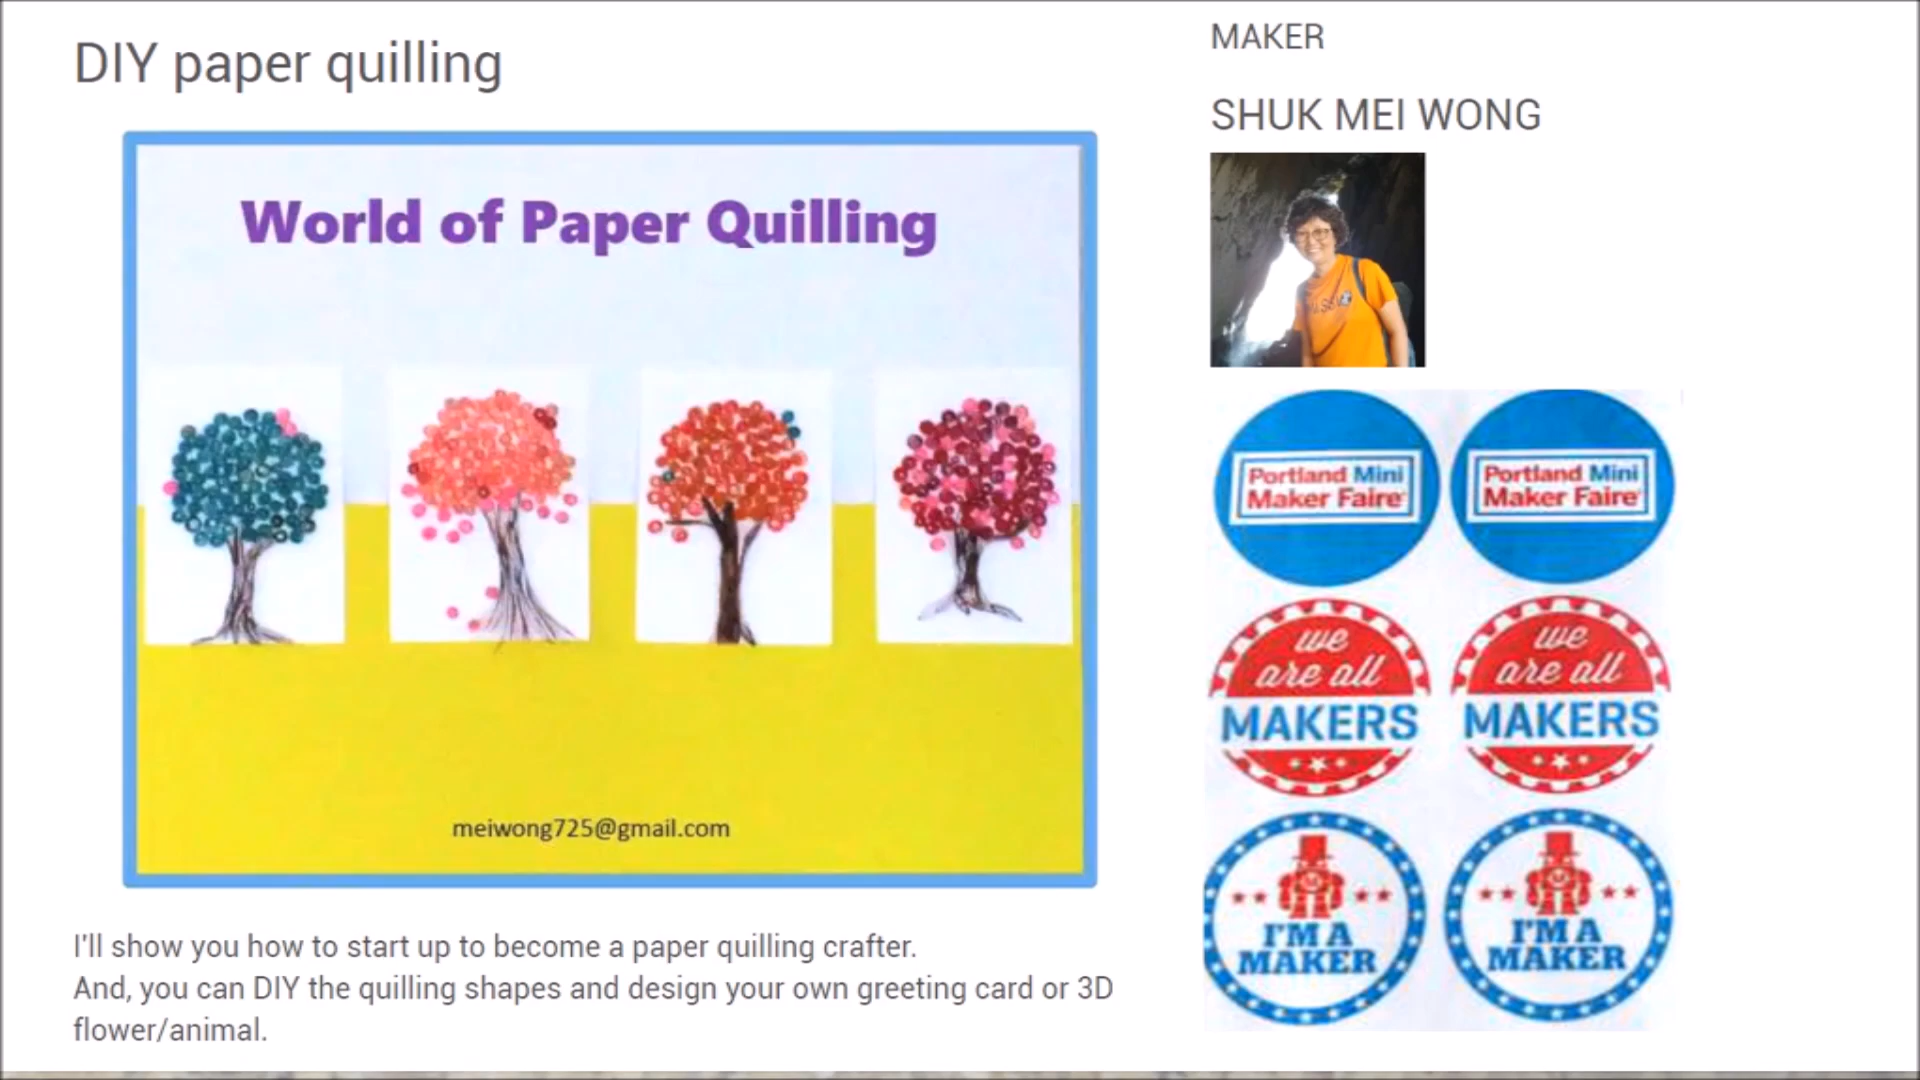 DIY paper quilling
World of Paper Quilling
meiwong725@gmail.com
I'll show you how to start up to become a paper quilling crafter.
And, you can DIY the quilling shapes and design your own greeting card or 3D
flower/animal.
MAKER
SHUK MEI WONG
Portland Mini
Maker Faire
Portland Mini
Maker Faire
we
are all
MAKERS
we
are all
MAKERS
I'M A
MAKER
I'M A
MAKER